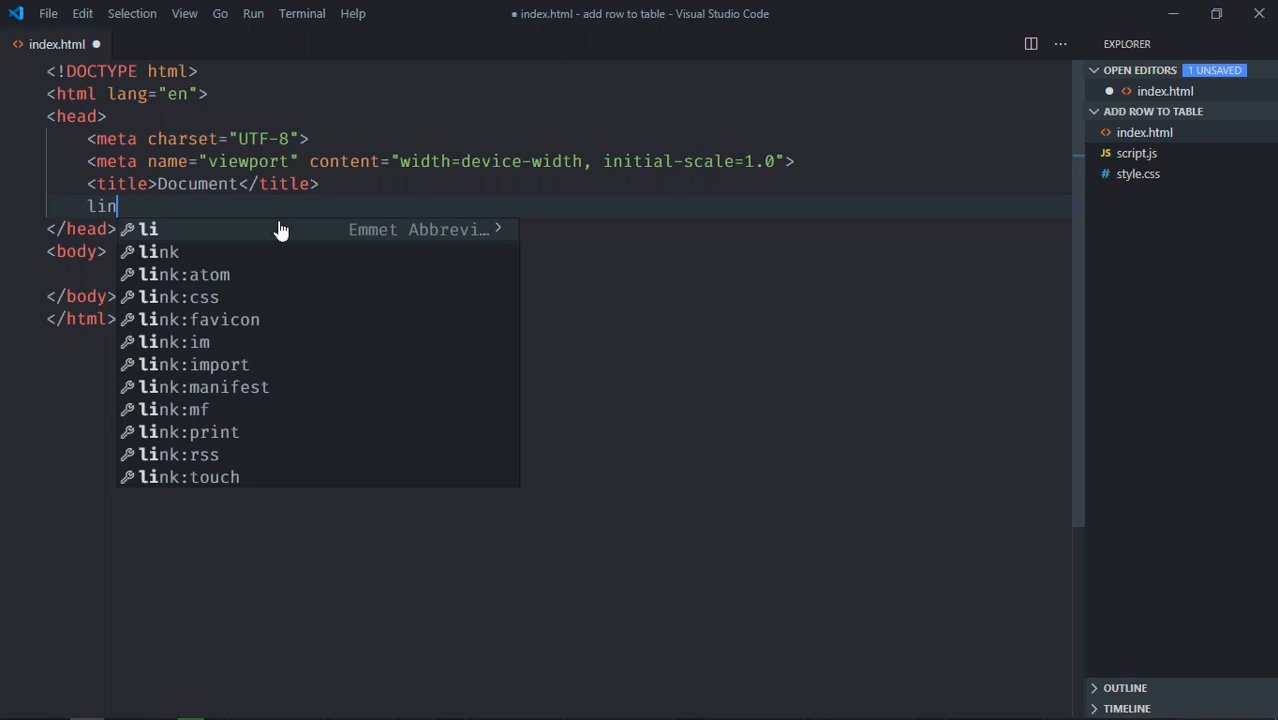 File Edit Selection View Go Run Terminal Help
● index.html - add row to table - Visual Studio Code
<> index.html ●
<!DOCTYPE html>
<html lang="en">
<head>
<meta charset="UTF-8">
<meta name="viewport" content="width=device-width, initial-scale=1.0">
<title>Document</title>
lin
</head>
<body>
</body>
</html>
li Emmet Abbrevi… >
link
link:atom
link:css
link:favicon
link:im
link:import
link:manifest
link:mf
link:print
link:rss
link:touch
EXPLORER
OPEN EDITORS 1 UNSAVED
● <> index.html
ADD ROW TO TABLE
<> index.html
JS script.js
# style.css
OUTLINE
TIMELINE